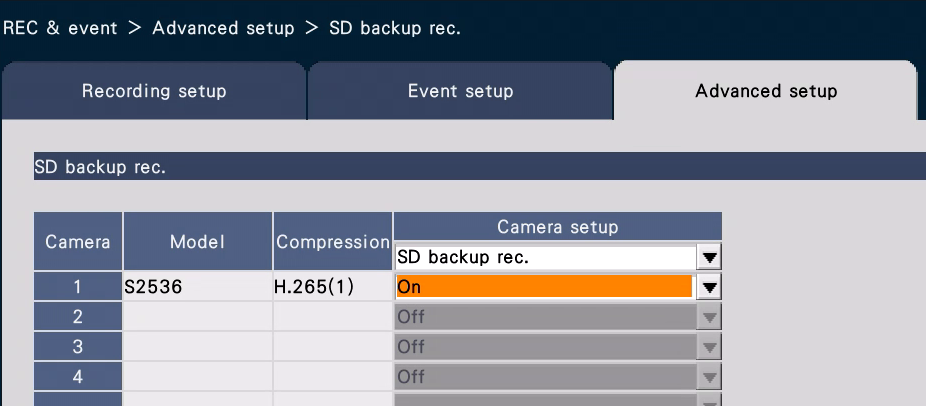 REC & event > Advanced setup > SD backup rec.
Recording setup Event setup Advanced setup
SD backup rec.
Camera Model Compression Camera setup
SD backup rec.
1 S2536 H.265(1) On
2 Off
3 Off
4 Off